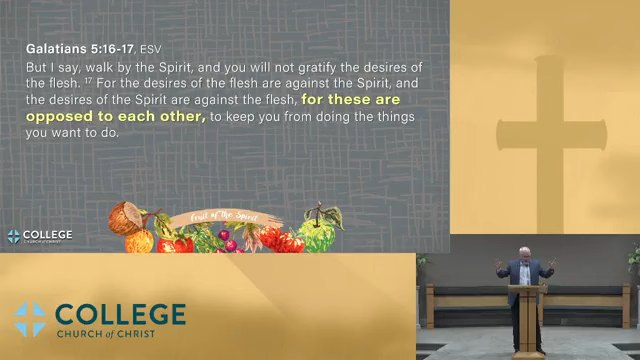 Galatians 5:16-17, ESV
But I say, walk by the Spirit, and you will not gratify the desires of
the flesh. 17 For the desires of the flesh are against the Spirit, and
the desires of the Spirit are against the flesh, for these are
opposed to each other, to keep you from doing the things
you want to do.
Fruit of the Spirit
COLLEGE
CHURCH of CHRIST
COLLEGE
CHURCH of CHRIST